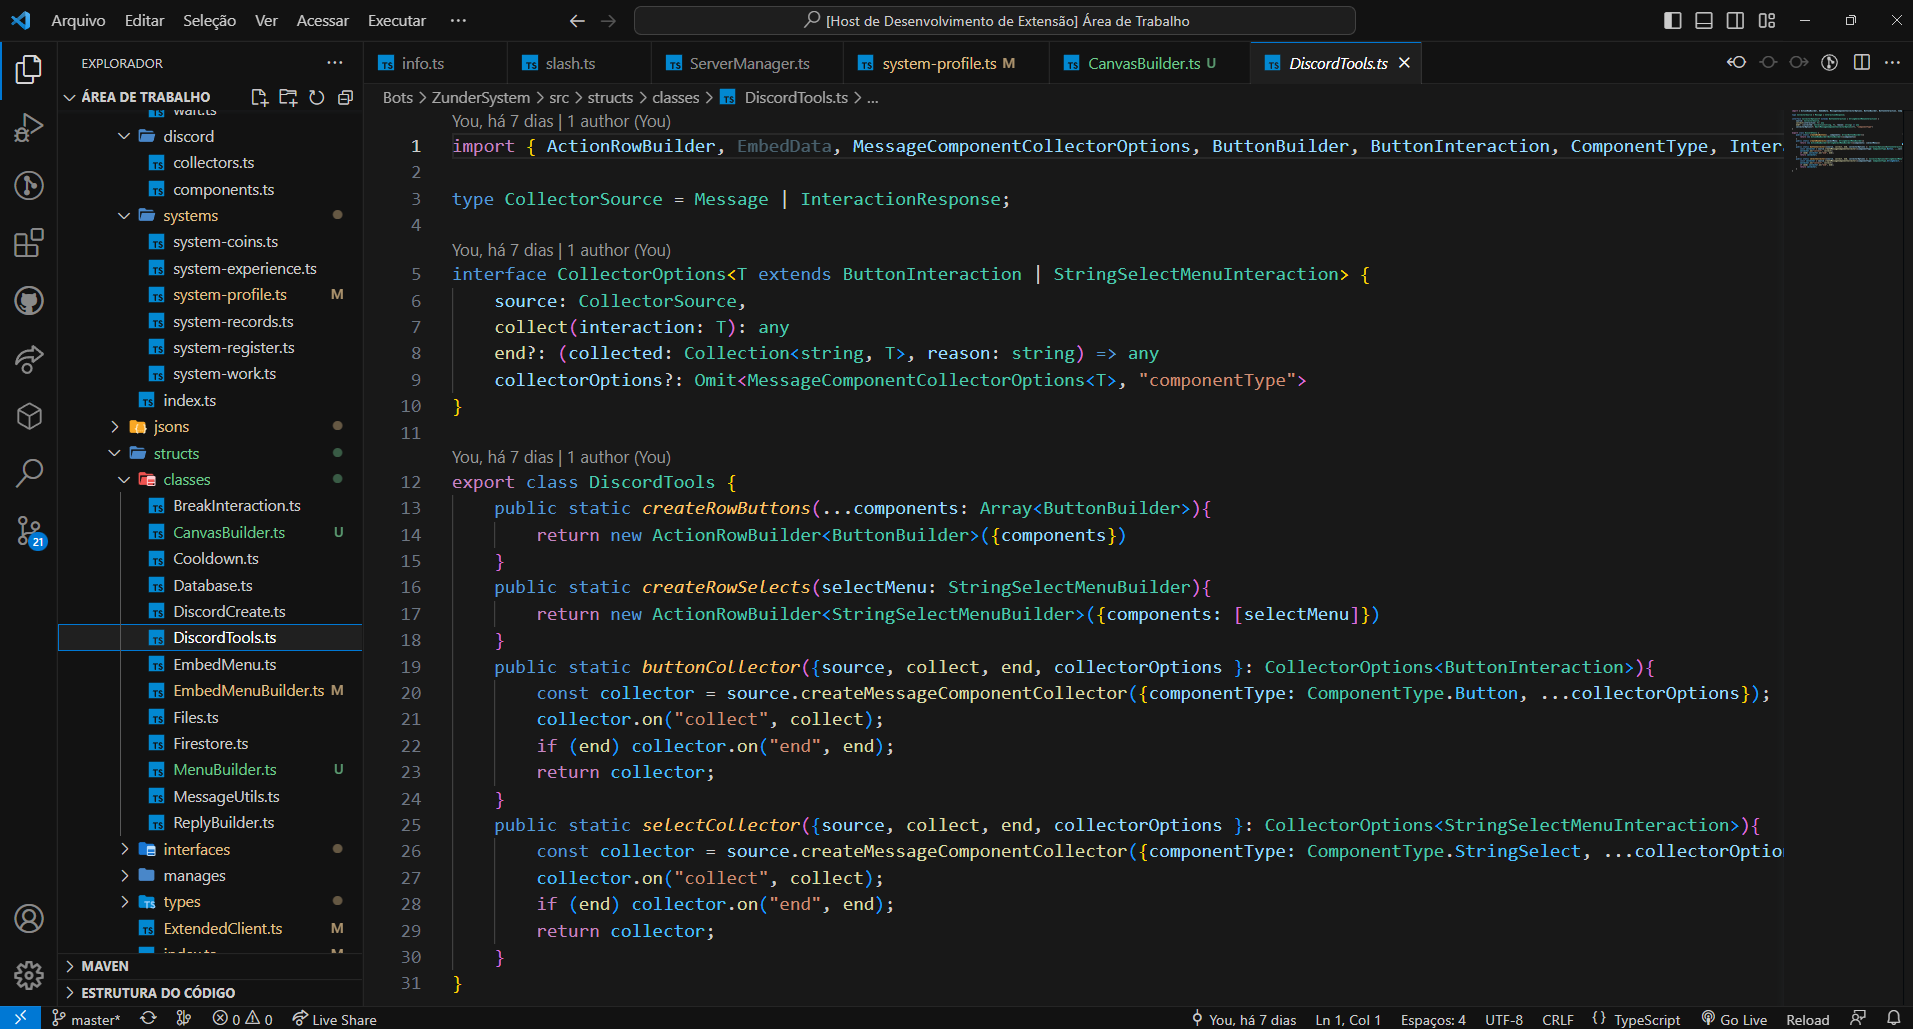 Arquivo Editar Seleção Ver Acessar Executar ··· [Host de Desenvolvimento de Extensão] Área de Trabalho
EXPLORADOR ···
ÁREA DE TRABALHO
wait.ts
discord
collectors.ts
components.ts
systems
system-coins.ts
system-experience.ts
system-profile.ts M
system-records.ts
system-register.ts
system-work.ts
index.ts
jsons
structs
classes
BreakInteraction.ts
CanvasBuilder.ts U
Cooldown.ts
Database.ts
DiscordCreate.ts
DiscordTools.ts
EmbedMenu.ts
EmbedMenuBuilder.ts M
Files.ts
Firestore.ts
MenuBuilder.ts U
MessageUtils.ts
ReplyBuilder.ts
interfaces
manages
types
ExtendedClient.ts M
index.ts M
MAVEN
ESTRUTURA DO CÓDIGO
21
info.ts slash.ts ServerManager.ts system-profile.ts M CanvasBuilder.ts U DiscordTools.ts
Bots > ZunderSystem > src > structs > classes > DiscordTools.ts > ...
You, há 7 dias | 1 author (You)
1 import { ActionRowBuilder, EmbedData, MessageComponentCollectorOptions, ButtonBuilder, ButtonInteraction, ComponentType, Inter
2
3 type CollectorSource = Message | InteractionResponse;
4
You, há 7 dias | 1 author (You)
5 interface CollectorOptions<T extends ButtonInteraction | StringSelectMenuInteraction> {
6 source: CollectorSource,
7 collect(interaction: T): any
8 end?: (collected: Collection<string, T>, reason: string) => any
9 collectorOptions?: Omit<MessageComponentCollectorOptions<T>, "componentType">
10 }
11
You, há 7 dias | 1 author (You)
12 export class DiscordTools {
13 public static createRowButtons(...components: Array<ButtonBuilder>){
14 return new ActionRowBuilder<ButtonBuilder>({components})
15 }
16 public static createRowSelects(selectMenu: StringSelectMenuBuilder){
17 return new ActionRowBuilder<StringSelectMenuBuilder>({components: [selectMenu]})
18 }
19 public static buttonCollector({source, collect, end, collectorOptions }: CollectorOptions<ButtonInteraction>){
20 const collector = source.createMessageComponentCollector({componentType: ComponentType.Button, ...collectorOptions});
21 collector.on("collect", collect);
22 if (end) collector.on("end", end);
23 return collector;
24 }
25 public static selectCollector({source, collect, end, collectorOptions }: CollectorOptions<StringSelectMenuInteraction>){
26 const collector = source.createMessageComponentCollector({componentType: ComponentType.StringSelect, ...collectorOptio
27 collector.on("collect", collect);
28 if (end) collector.on("end", end);
29 return collector;
30 }
31 }
master* 0 0 Live Share You, há 7 dias Ln 1, Col 1 Espaços: 4 UTF-8 CRLF {} TypeScript Go Live Reload